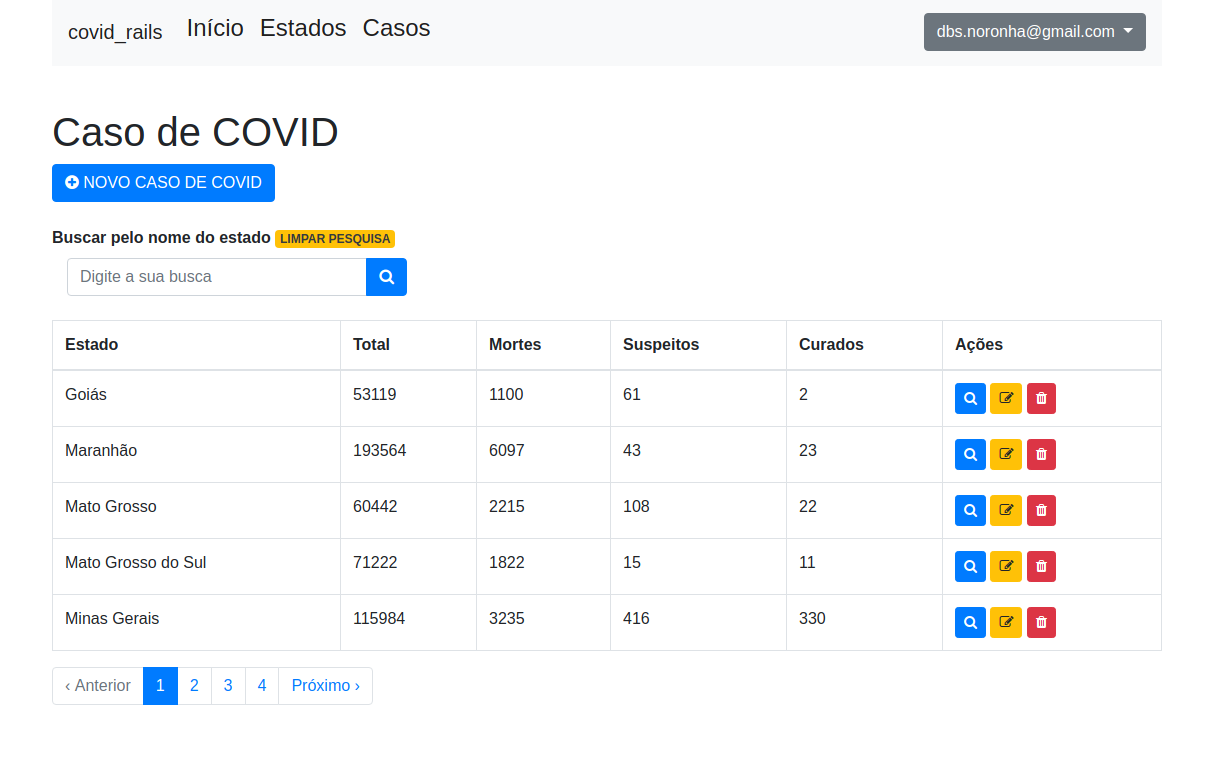 covid_rails Início Estados Casos dbs.noronha@gmail.com
Caso de COVID
NOVO CASO DE COVID
Buscar pelo nome do estado LIMPAR PESQUISA
Digite a sua busca
Estado Total Mortes Suspeitos Curados Ações
Goiás 53119 1100 61 2
Maranhão 193564 6097 43 23
Mato Grosso 60442 2215 108 22
Mato Grosso do Sul 71222 1822 15 11
Minas Gerais 115984 3235 416 330
‹ Anterior 1 2 3 4 Próximo ›